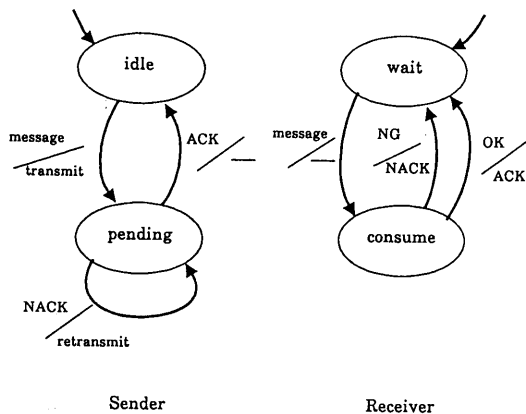 idle
message
transmit
ACK
—
pending
NACK
retransmit
Sender
wait
message
—
NG
NACK
OK
ACK
consume
Receiver